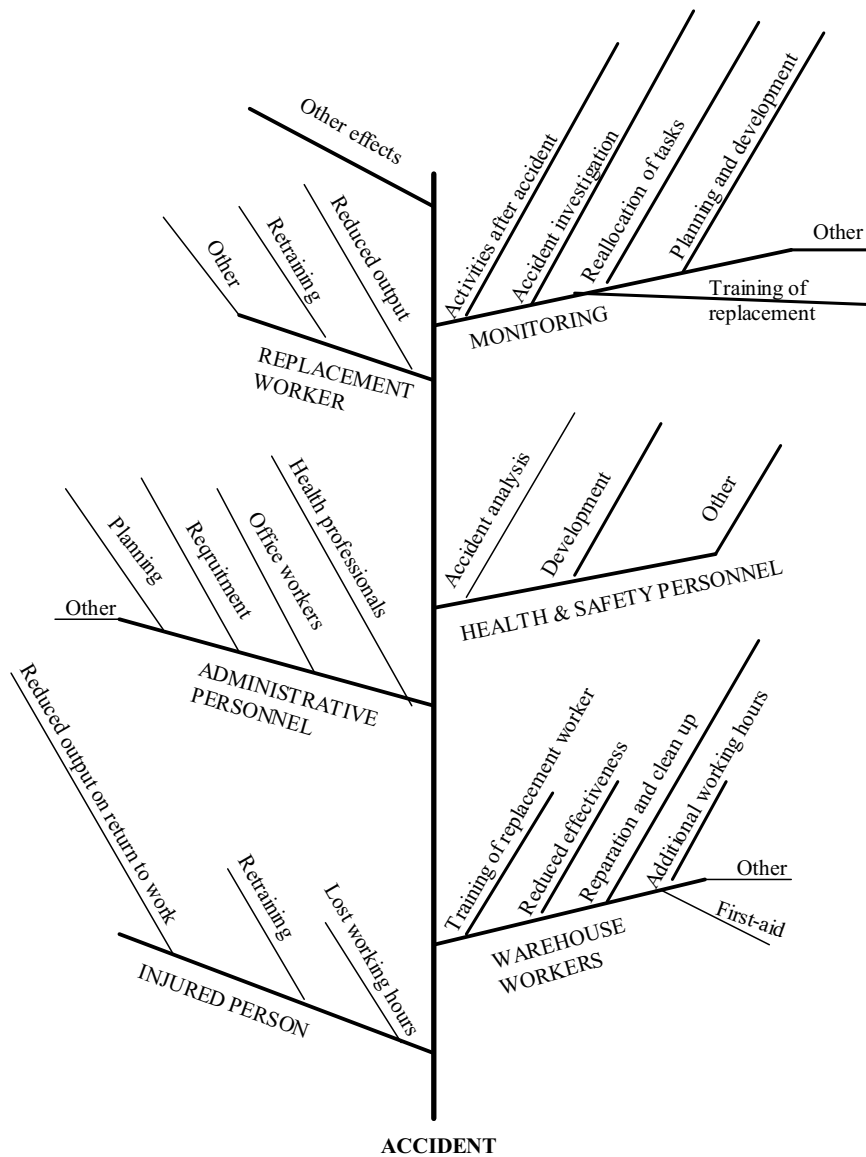 Other effects
Other
Retraining
Reduced output
REPLACEMENT
WORKER
Activities after accident
Accident investigation
Reallocation of tasks
Planning and development
Other
Training of
replacement
MONITORING
Other
Planning
Reqruitment
Office workers
Health professionals
ADMINISTRATIVE
PERSONNEL
Accident analysis
Development
Other
HEALTH & SAFETY PERSONNEL
Reduced output on return to work
Retraining
Lost working hours
INJURED PERSON
Training of replacement worker
Reduced effectiveness
Reparation and clean up
Additional working hours
Other
First-aid
WAREHOUSE
WORKERS
ACCIDENT